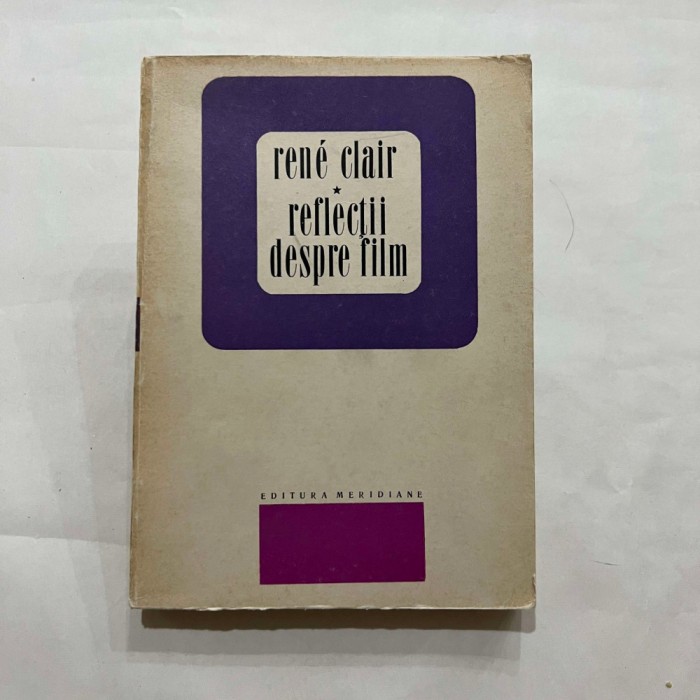 rené clair
★
reflecții
despre film
EDITURA MERIDIANE